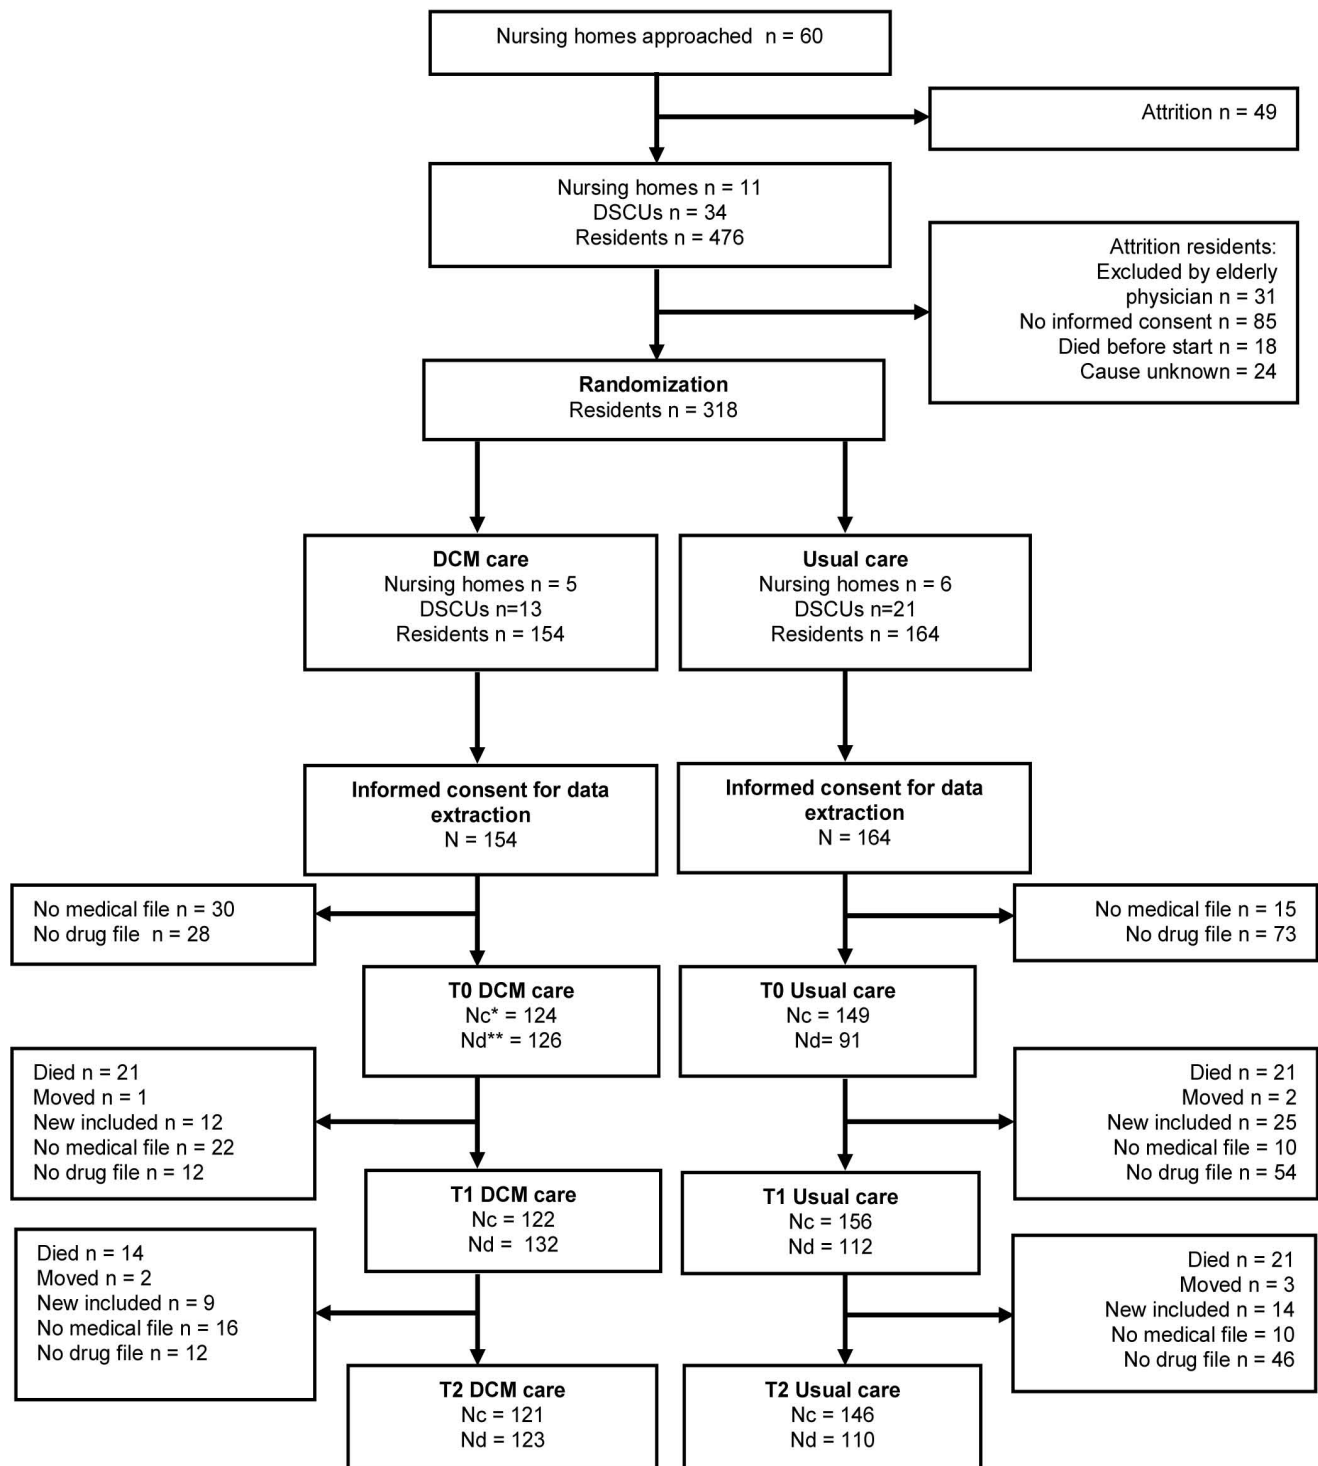 Nursing homes approached  n = 60
Attrition n = 49
Nursing homes n = 11
DSCUs n = 34
Residents n = 476
Attrition residents:
Excluded by elderly
physician n = 31
No informed consent n = 85
Died before start n = 18
Cause unknown = 24
Randomization
Residents n = 318
DCM care
Nursing homes n = 5
DSCUs n=13
Residents n = 154
Usual care
Nursing homes n = 6
DSCUs n=21
Residents n = 164
Informed consent for data
extraction
N = 154
Informed consent for data
extraction
N = 164
No medical file n = 30
No drug file  n = 28
No medical file n = 15
No drug file n = 73
T0 DCM care
Nc* = 124
Nd** = 126
T0 Usual care
Nc = 149
Nd= 91
Died n = 21
Moved n = 1
New included n = 12
No medical file n = 22
No drug file n = 12
Died n = 21
Moved n = 2
New included n = 25
No medical file = 10
No drug file n = 54
T1 DCM care
Nc = 122
Nd =  132
T1 Usual care
Nc = 156
Nd = 112
Died n = 14
Moved n = 2
New included n = 9
No medical file n = 16
No drug file n = 12
Died n = 21
Moved n = 3
New included n = 14
No medical file = 10
No drug file n = 46
T2 DCM care
Nc = 121
Nd = 123
T2 Usual care
Nc = 146
Nd = 110